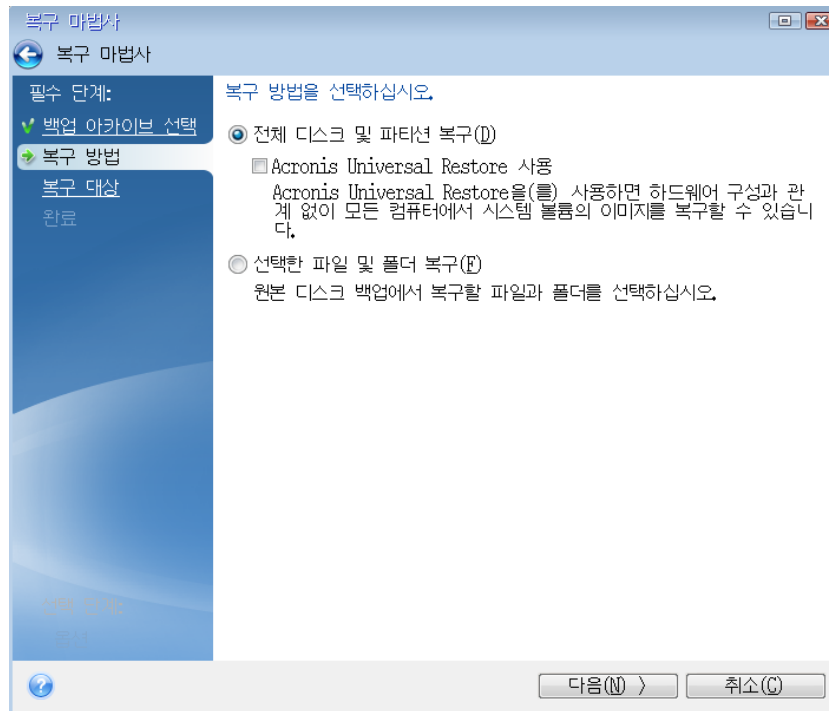 복구 마법사
복구 마법사
필수 단계:
백업 아카이브 선택
복구 방법
복구 대상
완료
복구 방법을 선택하십시오.
전체 디스크 및 파티션 복구(D)
Acronis Universal Restore 사용
Acronis Universal Restore을(를) 사용하면 하드웨어 구성과 관
계 없이 모든 컴퓨터에서 시스템 볼륨의 이미지를 복구할 수 있습니
다.
선택한 파일 및 폴더 복구(F)
원본 디스크 백업에서 복구할 파일과 폴더를 선택하십시오.
선택 단계:
옵션
다음(N) 〉
취소(C)